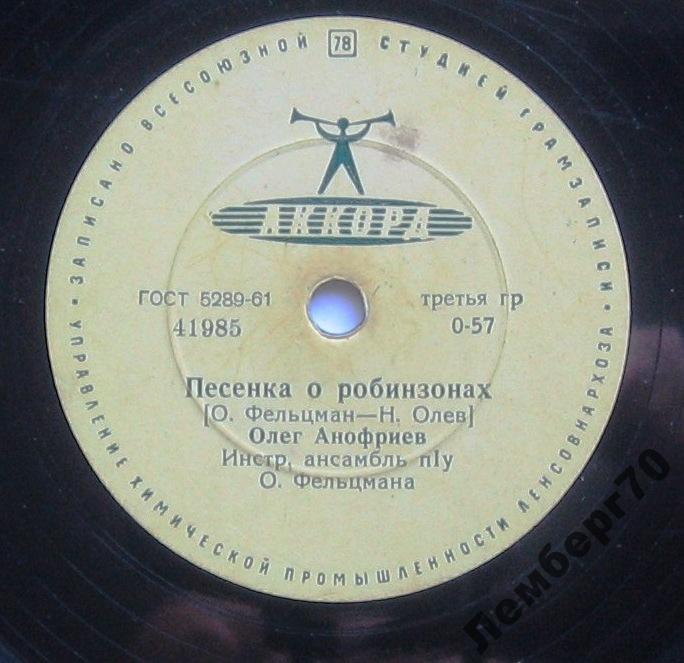 ЗАПИСАНО ВСЕСОЮЗНОЙ 78 СТУДИЕЙ ГРАМЗАПИСИ •
АККОРД
ГОСТ 5289-61 третья гр
41985 0-57
Песенка о робинзонах
[О. Фельцман—Н. Олев]
Олег Анофриев
Инстр, ансамбль п1у
О. Фельцмана
• УПРАВЛЕНИЕ ХИМИЧЕСКОЙ ПРОМЫШЛЕННОСТИ ЛЕНСОВНАРХОЗА
Лемберг70